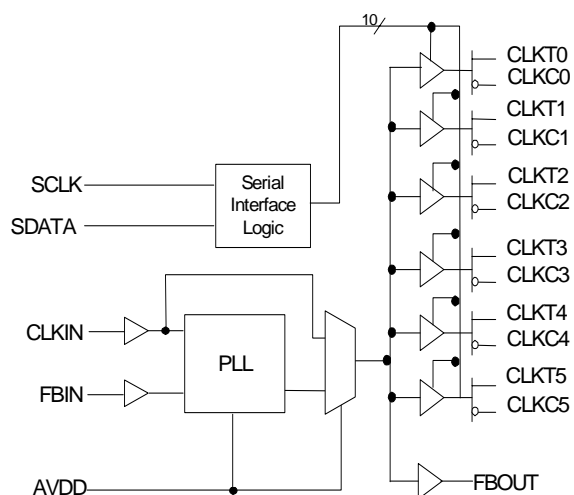 10
CLKT0
CLKC0
CLKT1
CLKC1
SCLK
SDATA
Serial
Interface
Logic
CLKT2
CLKC2
CLKT3
CLKC3
CLKIN
FBIN
PLL
CLKT4
CLKC4
CLKT5
CLKC5
AVDD
FBOUT